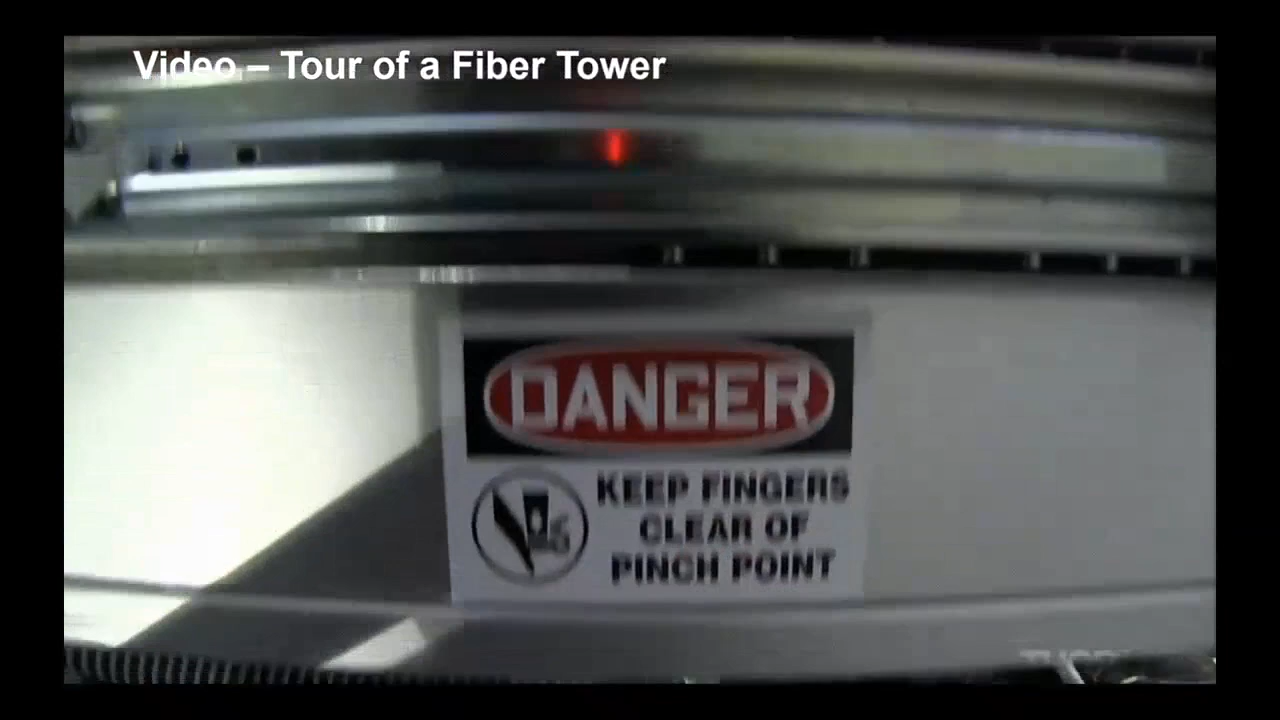 Video – Tour of a Fiber Tower
DANGER
KEEP FINGERS
CLEAR OF
PINCH POINT